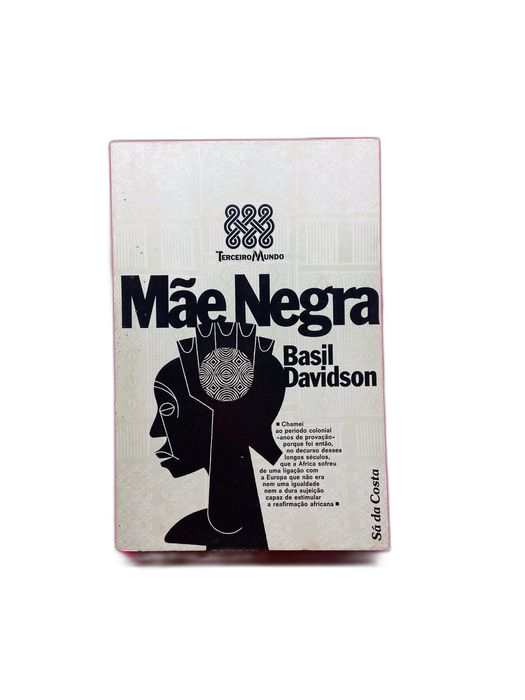 TERCEIRO MUNDO
Mãe Negra
Basil
Davidson
■ Chamei
ao período colonial
«anos de provação»
porque foi então,
no decurso desses
longos séculos,
que a África sofreu
de uma ligação com
a Europa que não era
nem uma igualdade
nem a dura sujeição
capaz de estimular
a reafirmação africana ■
Sá da Costa